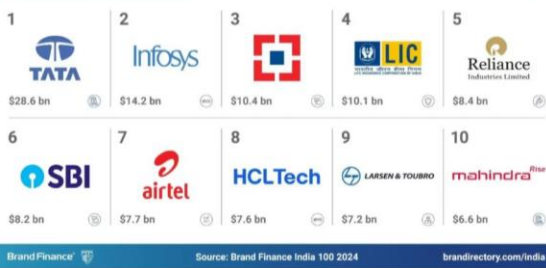 1
TATA
$28.6 bn
2
Infosys
$14.2 bn
3
$10.4 bn
4
LIC
$10.1 bn
5
Reliance
Industries Limited
$8.4 bn
6
SBI
$8.2 bn
7
airtel
$7.7 bn
8
HCLTech
$7.6 bn
9
LARSEN & TOUBRO
$7.2 bn
10
mahindra Rise
$6.6 bn
Brand Finance®
Source: Brand Finance India 100 2024
brandirectory.com/india